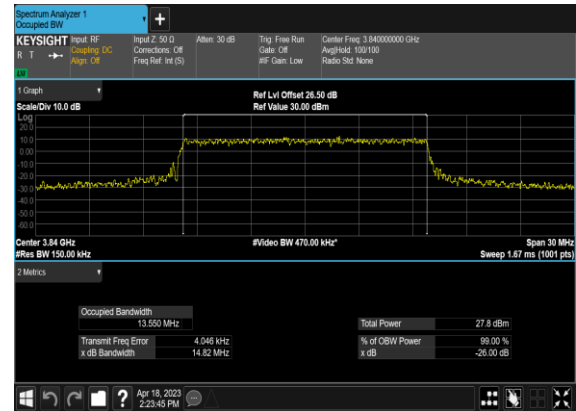 Spectrum Analyzer 1
Occupied BW
+
KEYSIGHT Input: RF Input Z: 50 Ω Atten: 30 dB Trig: Free Run Center Freq: 3.840000000 GHz
R T Coupling: DC Corrections: Off Gate: Off Avg|Hold: 100/100
Align: Off Freq Ref: Int (S) #IF Gain: Low Radio Std: None
1 Graph
Ref Lvl Offset 26.50 dB
Scale/Div 10.0 dB Ref Value 30.00 dBm
Log
20.0
10.0
0.00
-10.0
-20.0
-30.0
-40.0
-50.0
-60.0
Center 3.84 GHz #Video BW 470.00 kHz* Span 30 MHz
#Res BW 150.00 kHz Sweep 1.67 ms (1001 pts)
2 Metrics
Occupied Bandwidth
13.550 MHz Total Power 27.8 dBm
Transmit Freq Error 4.046 kHz % of OBW Power 99.00 %
x dB Bandwidth 14.82 MHz x dB -26.00 dB
? Apr 18, 2023
2:23:45 PM